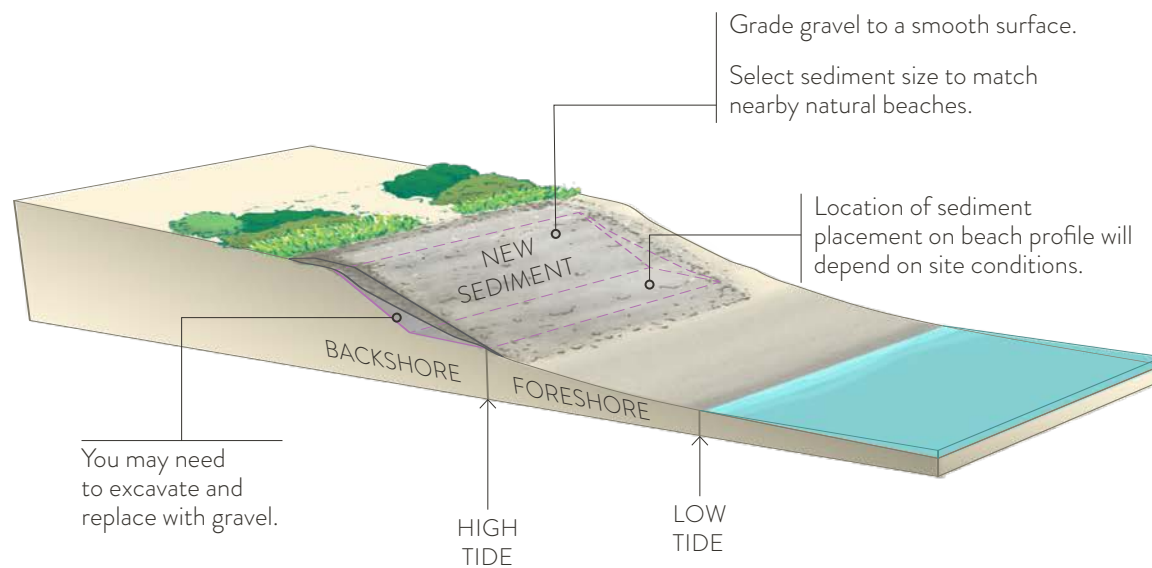 Grade gravel to a smooth surface.
Select sediment size to match
nearby natural beaches.
Location of sediment
placement on beach profile will
depend on site conditions.
NEW
SEDIMENT
BACKSHORE
FORESHORE
You may need
to excavate and
replace with gravel.
HIGH
TIDE
LOW
TIDE